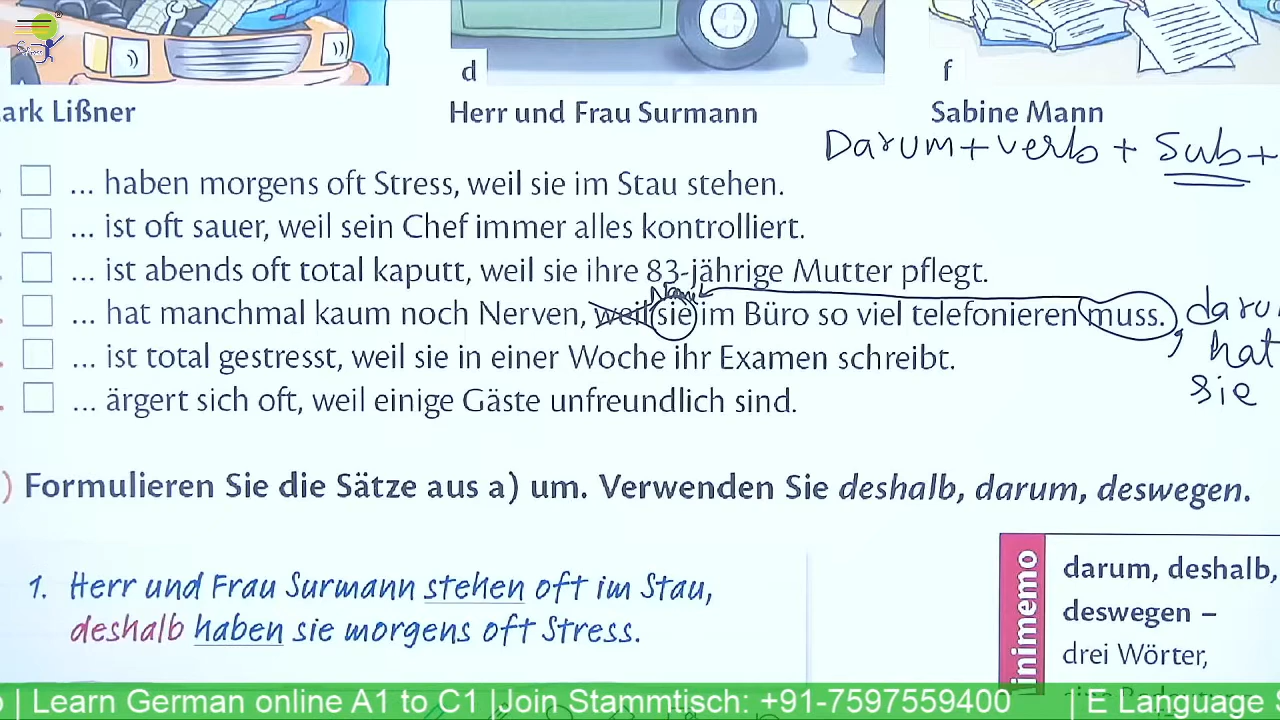 d
f
ark Lißner
Herr und Frau Surmann
Sabine Mann
Darum + verb + Sub +
... haben morgens oft Stress, weil sie im Stau stehen.
... ist oft sauer, weil sein Chef immer alles kontrolliert.
... ist abends oft total kaputt, weil sie ihre 83-jährige Mutter pflegt.
... hat manchmal kaum noch Nerven, weil sie im Büro so viel telefonieren muss.
, daru
hat
sie
... ist total gestresst, weil sie in einer Woche ihr Examen schreibt.
... ärgert sich oft, weil einige Gäste unfreundlich sind.
) Formulieren Sie die Sätze aus a) um. Verwenden Sie deshalb, darum, deswegen.
1. Herr und Frau Surmann stehen oft im Stau,
deshalb haben sie morgens oft Stress.
inimemo
darum, deshalb,
deswegen –
drei Wörter,
| Learn German online A1 to C1 |Join Stammtisch: +91-7597559400 | E Language S